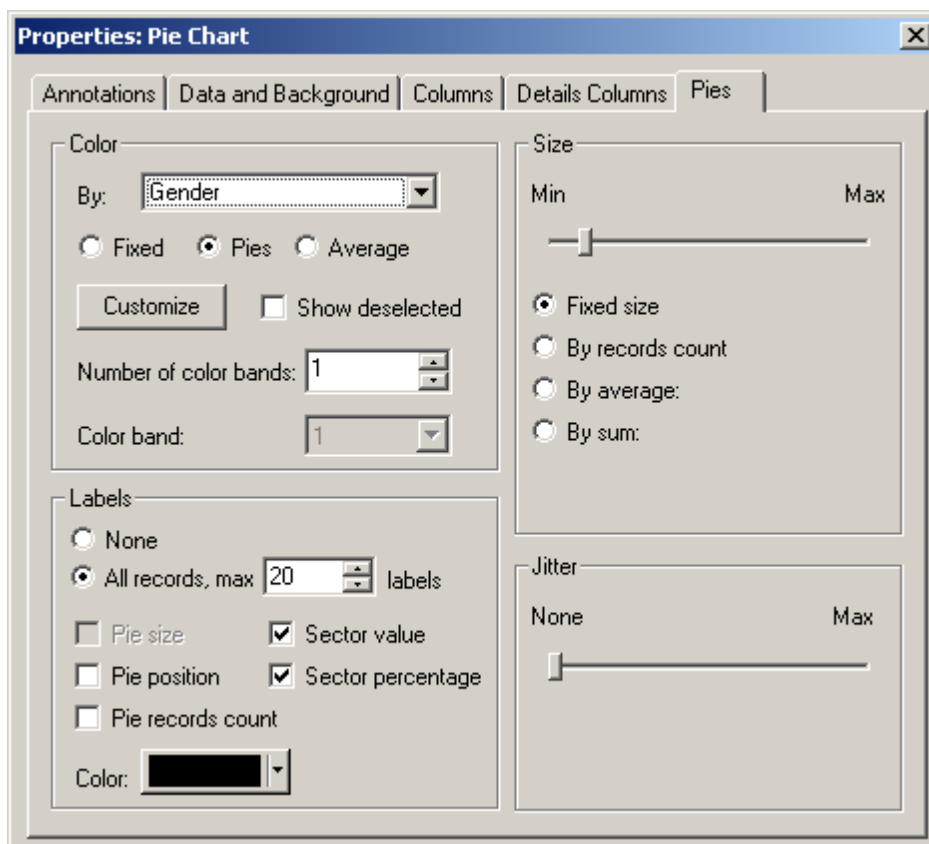 Properties: Pie Chart
Annotations Data and Background Columns Details Columns Pies
Color
By: Gender
Fixed Pies Average
Customize Show deselected
Number of color bands: 1
Color band: 1
Labels
None
All records, max 20 labels
Pie size Sector value
Pie position Sector percentage
Pie records count
Color:
Size
Min Max
Fixed size
By records count
By average:
By sum:
Jitter
None Max